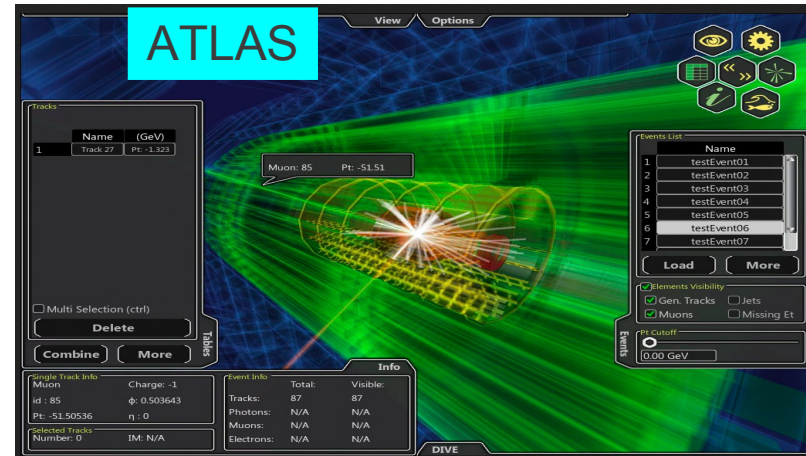 View Options
ATLAS
Tracks
Name (GeV)
1 Track 27 Pt: -1.323
Muon: 85 Pt: -51.51
Multi Selection (ctrl)
Delete
Combine More
Tables
Events List
Name
1 testEvent01
2 testEvent02
3 testEvent03
4 testEvent04
5 testEvent05
6 testEvent06
7 testEvent07
Load More
Elements Visibility
Gen. Tracks Jets
Muons Missing Et
Pt Cutoff
0.00 GeV
Events
Info
Single Track Info
Muon Charge: -1
id : 85 ϕ: 0.503643
Pt: -51.50536 η : 0
Selected Tracks
Number: 0 IM: N/A
Event Info
Total: Visible:
Tracks: 87 87
Photons: N/A N/A
Muons: N/A N/A
Electrons: N/A N/A
DIVE